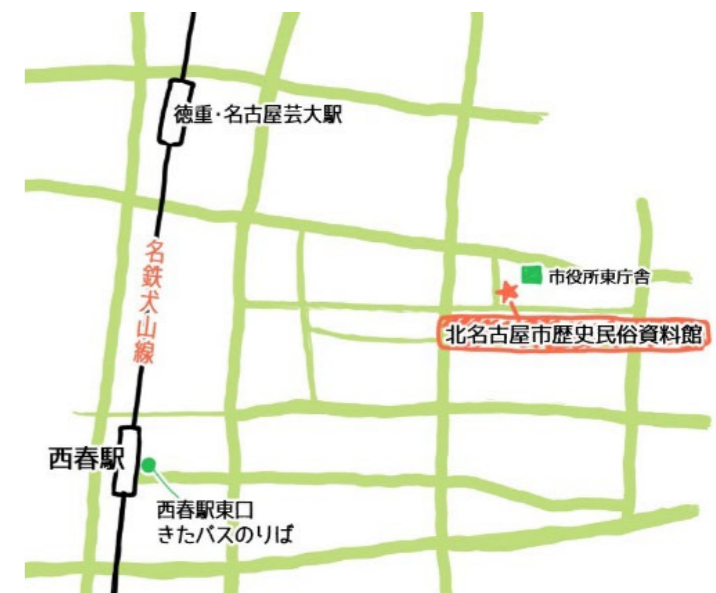 徳重・名古屋芸大駅
名鉄犬山線
市役所東庁舎
北名古屋市歴史民俗資料館
西春駅
西春駅東口
きたバスのりば